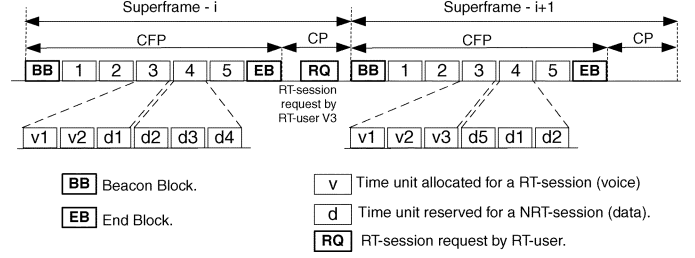 Superframe - i Superframe - i+1
CFP CP CFP CP
BB 1 2 3 4 5 EB RQ BB 1 2 3 4 5 EB
RT-session
request by
RT-user V3
v1 v2 d1 d2 d3 d4 v1 v2 v3 d5 d1 d2
BB Beacon Block. v Time unit allocated for a RT-session (voice)
EB End Block. d Time unit reserved for a NRT-session (data).
RQ RT-session request by RT-user.